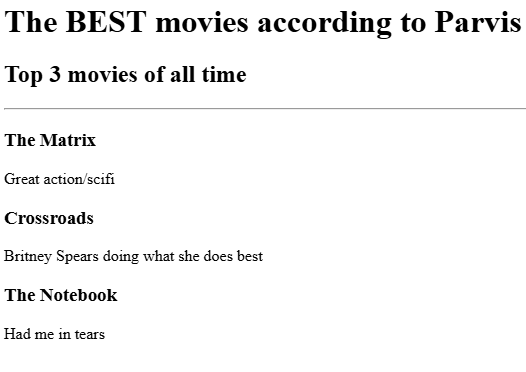 The BEST movies according to Parvis
Top 3 movies of all time
The Matrix
Great action/scifi
Crossroads
Britney Spears doing what she does best
The Notebook
Had me in tears